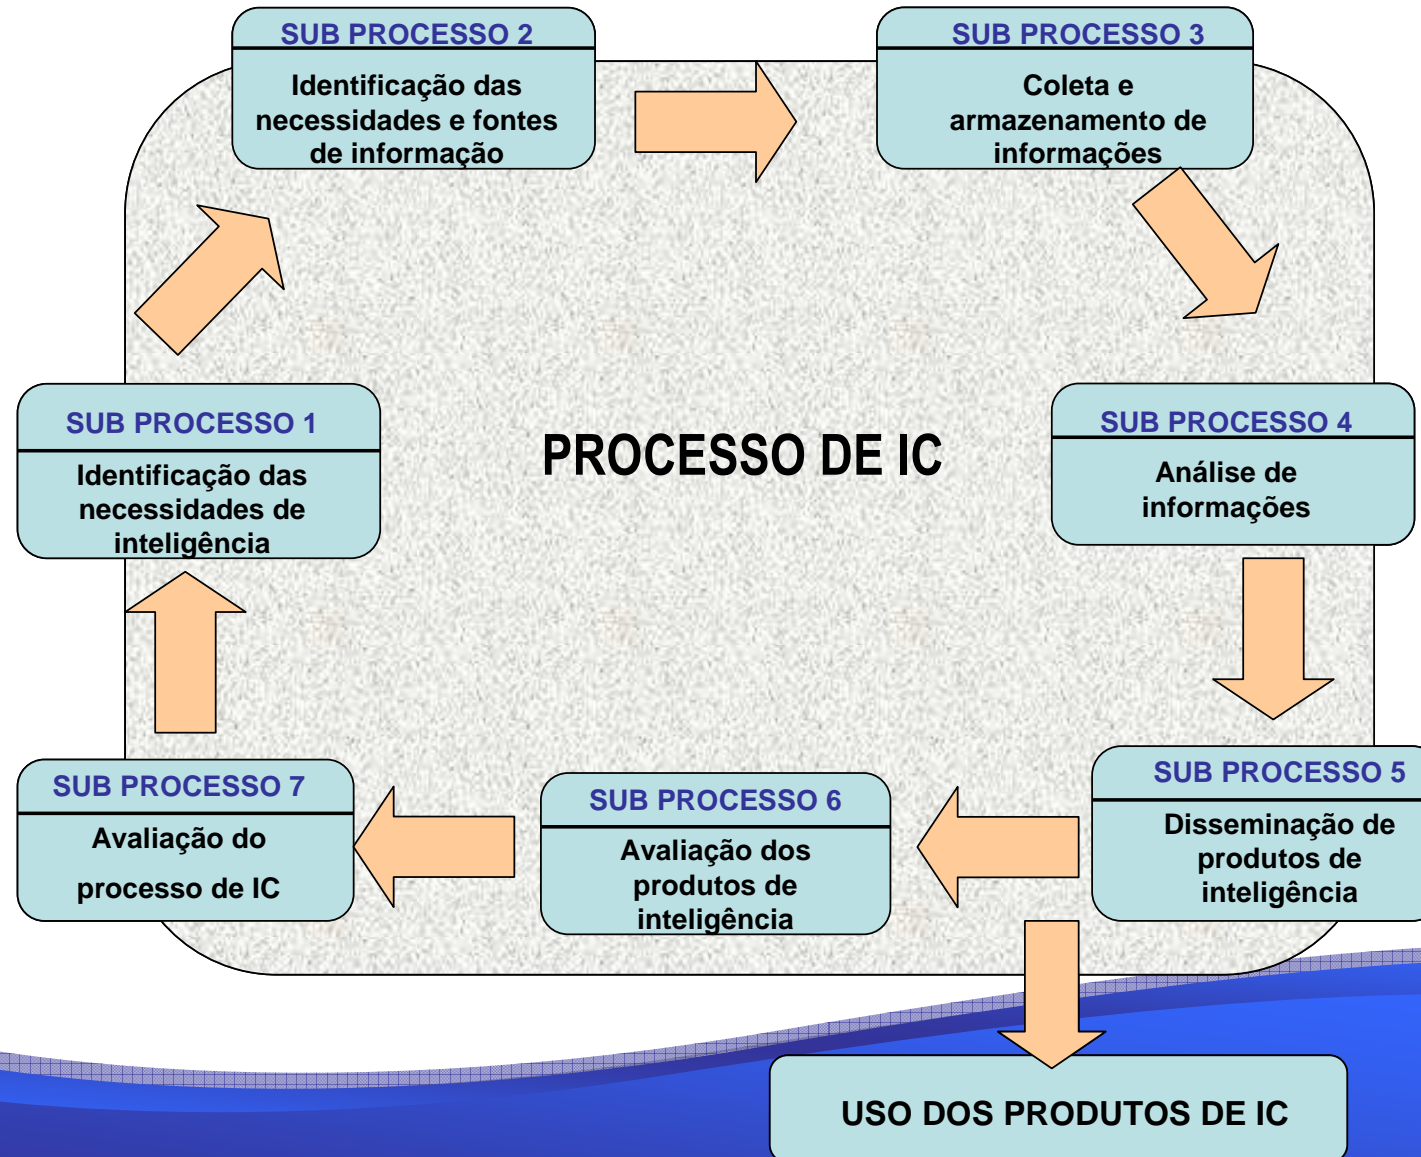 SUB PROCESSO 2
Identificação das
necessidades e fontes
de informação
SUB PROCESSO 3
Coleta e
armazenamento de
informações
SUB PROCESSO 1
Identificação das
necessidades de
inteligência
PROCESSO DE IC
SUB PROCESSO 4
Análise de
informações
SUB PROCESSO 7
Avaliação do
processo de IC
SUB PROCESSO 6
Avaliação dos
produtos de
inteligência
SUB PROCESSO 5
Disseminação de
produtos de
inteligência
USO DOS PRODUTOS DE IC